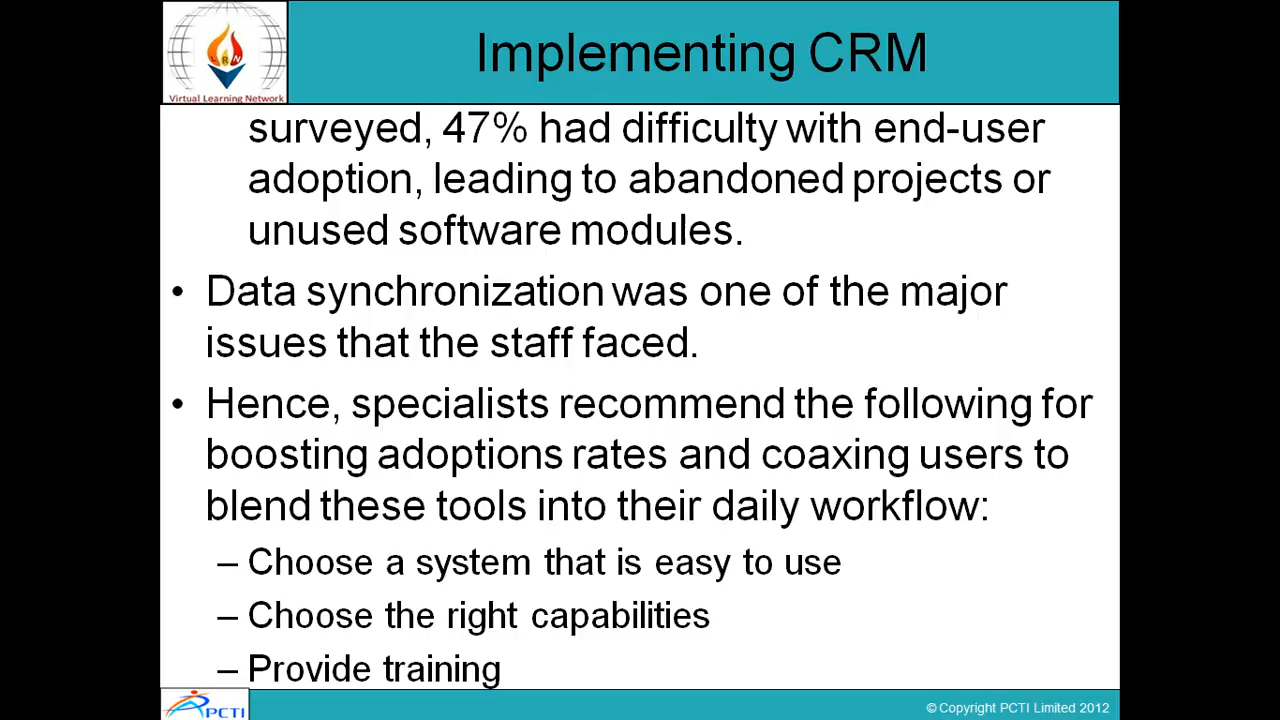 Implementing CRM
LRN
Virtual Learning Network
surveyed, 47% had difficulty with end-user
adoption, leading to abandoned projects or
unused software modules.
• Data synchronization was one of the major
issues that the staff faced.
• Hence, specialists recommend the following for
boosting adoptions rates and coaxing users to
blend these tools into their daily workflow:
– Choose a system that is easy to use
– Choose the right capabilities
– Provide training
PCTI
© Copyright PCTI Limited 2012